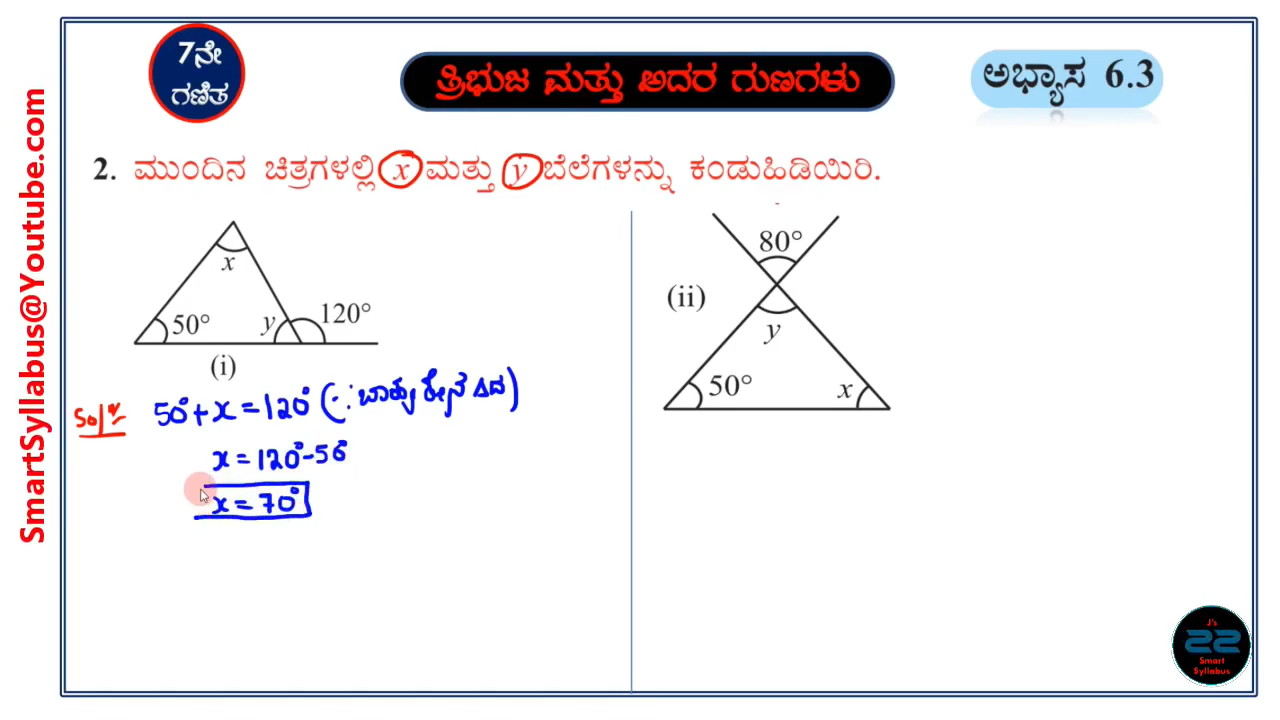 SmartSyllabus@Youtube.com
7ನೇ
ಗಣಿತ
ತ್ರಿಭುಜ ಮತ್ತು ಅದರ ಗುಣಗಳು
ಅಭ್ಯಾಸ 6.3
2. ಮುಂದಿನ ಚಿತ್ರಗಳಲ್ಲಿ x ಮತ್ತು y ಬೆಲೆಗಳನ್ನು ಕಂಡುಹಿಡಿಯಿರಿ.
x
50°
y
120°
(i)
50° + x = 120° (∵ ಬಾಹ್ಯ
x = 120° - 50°
x = 70°
80°
(ii)
y
50°
x
J's
22
Smart
Syllabus